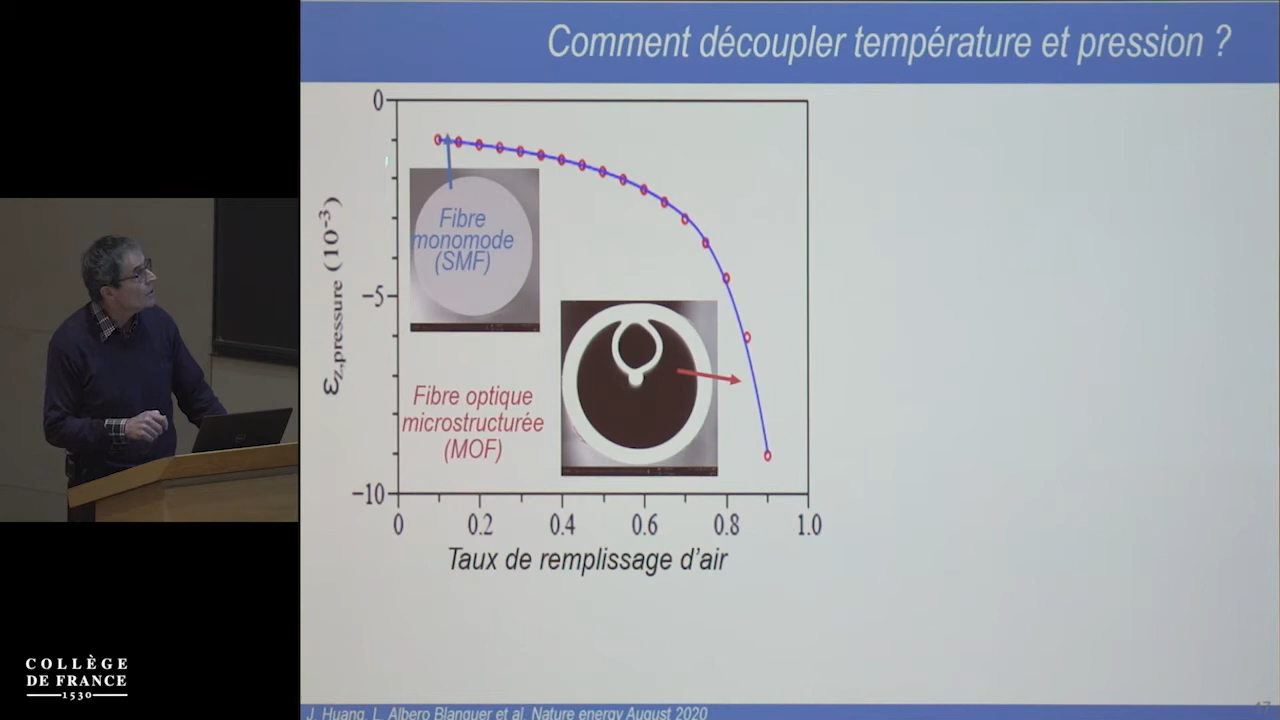 Comment découpler température et pression ?
0
−5
−10
εz,pressure (10⁻³)
Fibre
monomode
(SMF)
Fibre optique
microstructurée
(MOF)
0 0.2 0.4 0.6 0.8 1.0
Taux de remplissage d'air
COLLÈGE
DE FRANCE
1530
J. Huang, L. Albero Blanquer et al. Nature energy August 2020